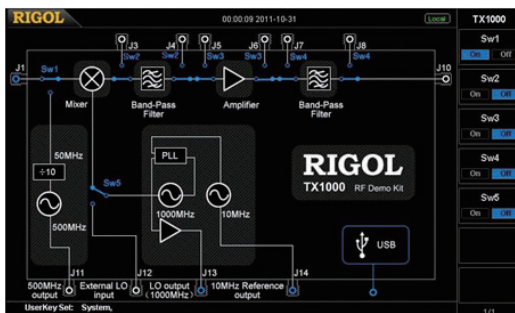 RIGOL
00:00:09 2011-10-31
Local
TX1000
J1
Sw1
J3
Sw2
J4
Sw2
J5
Sw3
J6
Sw3
J7
Sw4
J8
Sw4
J10
Mixer
Band-Pass Filter
Amplifier
Band-Pass Filter
50MHz
÷10
500MHz
Sw5
PLL
1000MHz
10MHz
RIGOL
TX1000 RF Demo Kit
USB
J11
J12
J13
J14
500MHz output
External LO input
LO output (1000MHz)
10MHz Reference output
UserKey Set: System,
Sw1
On Off
Sw2
On Off
Sw3
On Off
Sw4
On Off
Sw5
On Off
1/1